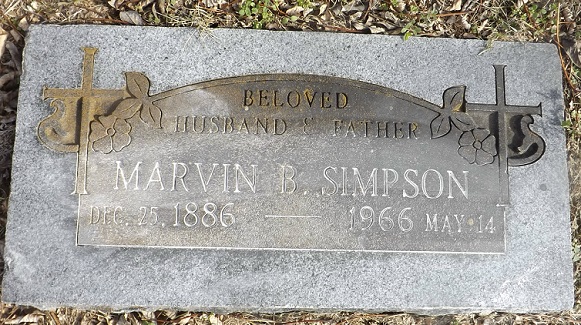 BELOVED
HUSBAND & FATHER
MARVIN B. SIMPSON
DEC. 25, 1886 — 1966 MAY 14